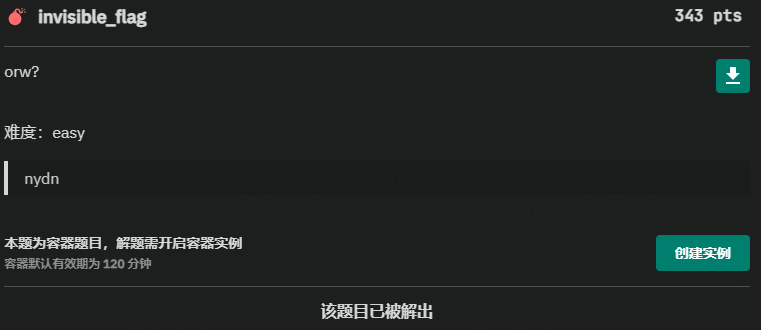 invisible_flag
343 pts
orw?
难度：easy
nydn
本题为容器题目，解题需开启容器实例
容器默认有效期为 120 分钟
创建实例
该题目已被解出